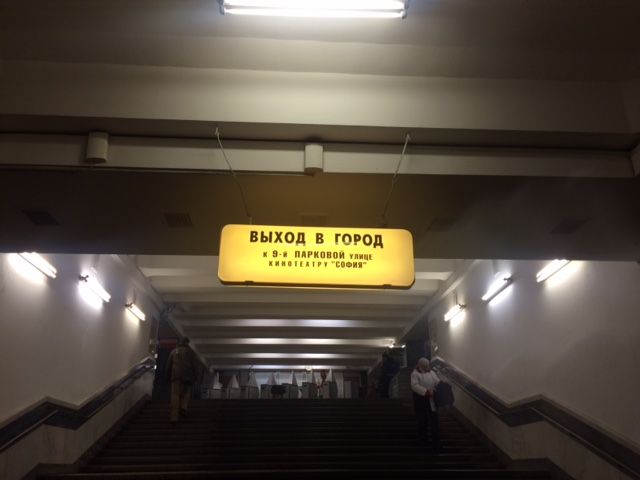 ВЫХОД В ГОРОД
К 9-Й ПАРКОВОЙ УЛИЦЕ
КИНОТЕАТРУ "СОФИЯ"